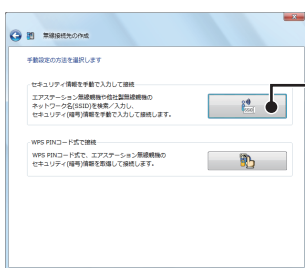 無線接続先の作成
手動設定の方法を選択します
セキュリティ情報を手動で入力して接続
エアステーション無線親機や他社製無線親機の
ネットワーク名(SSID)を検索／入力し、
セキュリティ(暗号)情報を手動で入力して接続します。
SSID
WPS PINコード式で接続
WPS PINコード式で、エアステーション無線親機の
セキュリティ(暗号)情報を取得して接続します。